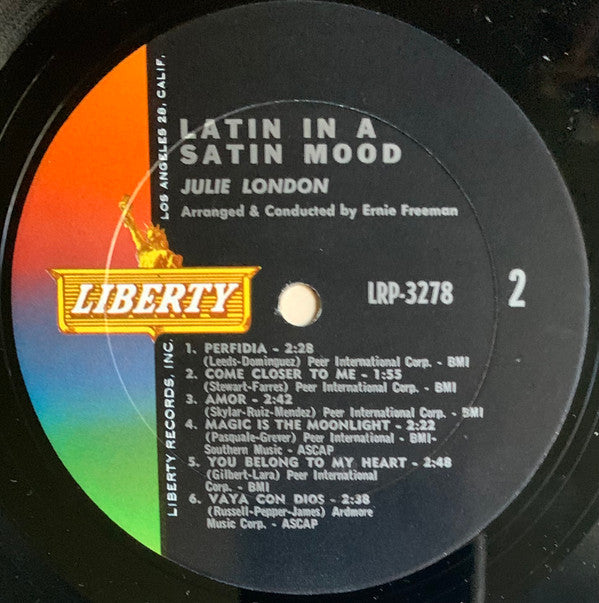 LATIN IN A
SATIN MOOD
JULIE LONDON
Arranged & Conducted by Ernie Freeman
LIBERTY
LRP-3278
2
1. PERFIDIA - 2:28
(Leeds-Dominguez) Peer International Corp. - BMI
2. COME CLOSER TO ME - 1:55
(Stewart-Farres) Peer International Corp. - BMI
3. AMOR - 2:42
(Skylar-Ruiz-Mendez) Peer International Corp. - BMI
4. MAGIC IS THE MOONLIGHT - 2:22
(Pasquale-Grever) Peer International - BMI-
Southern Music - ASCAP
5. YOU BELONG TO MY HEART - 2:48
(Gilbert-Lara) Peer International
Corp. - BMI
6. VAYA CON DIOS - 2:38
(Russell-Pepper-James) Ardmore
Music Corp. - ASCAP
LIBERTY RECORDS, INC.
LOS ANGELES 28, CALIF.